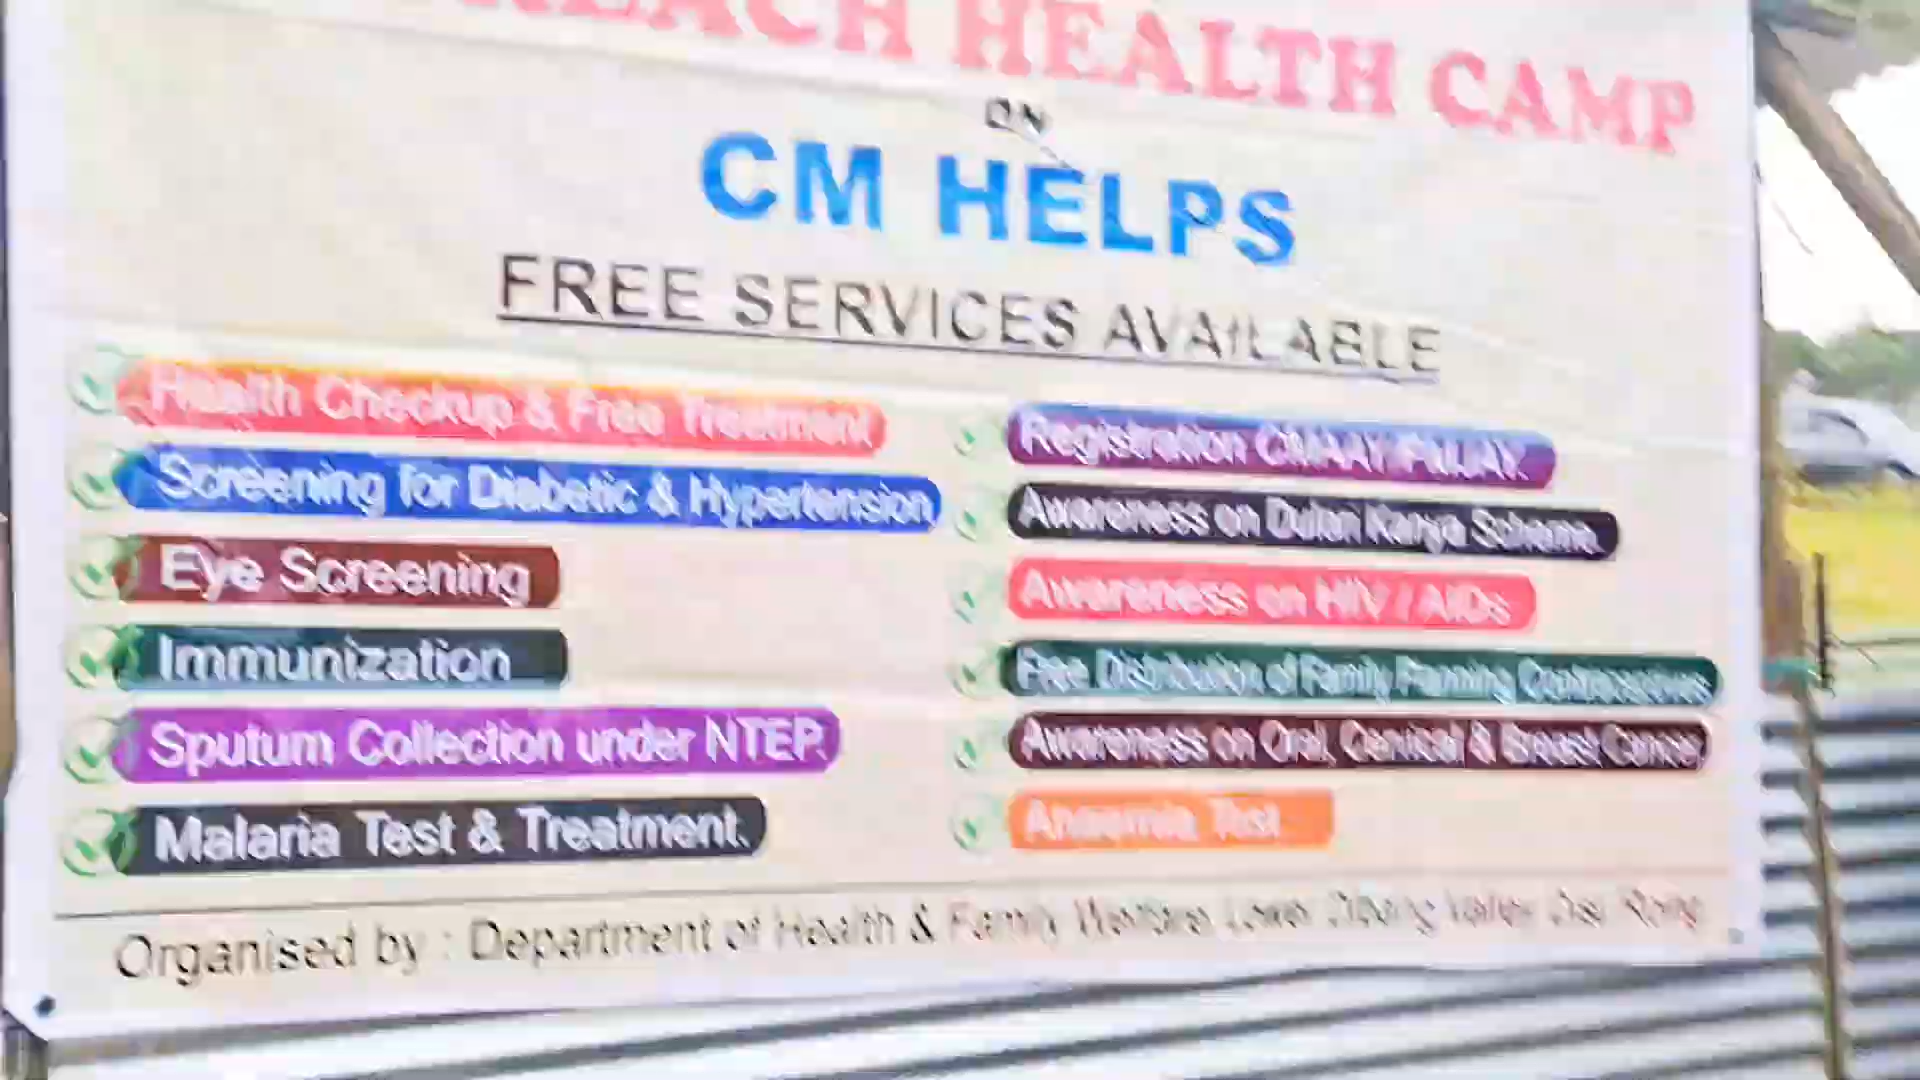 HEALTH CAMP
ON
CM HELPS
FREE SERVICES AVAILABLE
Health Checkup & Free Treatment
Screening for Diabetic & Hypertension
Eye Screening
Immunization
Sputum Collection under NTEP.
Malaria Test & Treatment.
Registration CMAAY/PMJAY.
Awareness on Dulari Kanya Scheme.
Awareness on HIV / AIDs
Free Distribution of Family Planning Contraceptives
Awareness on Oral, Cervical & Breast Cancer
Anaemia Test
Organised by : Department of Health & Family Welfare Lower Dibang Valley